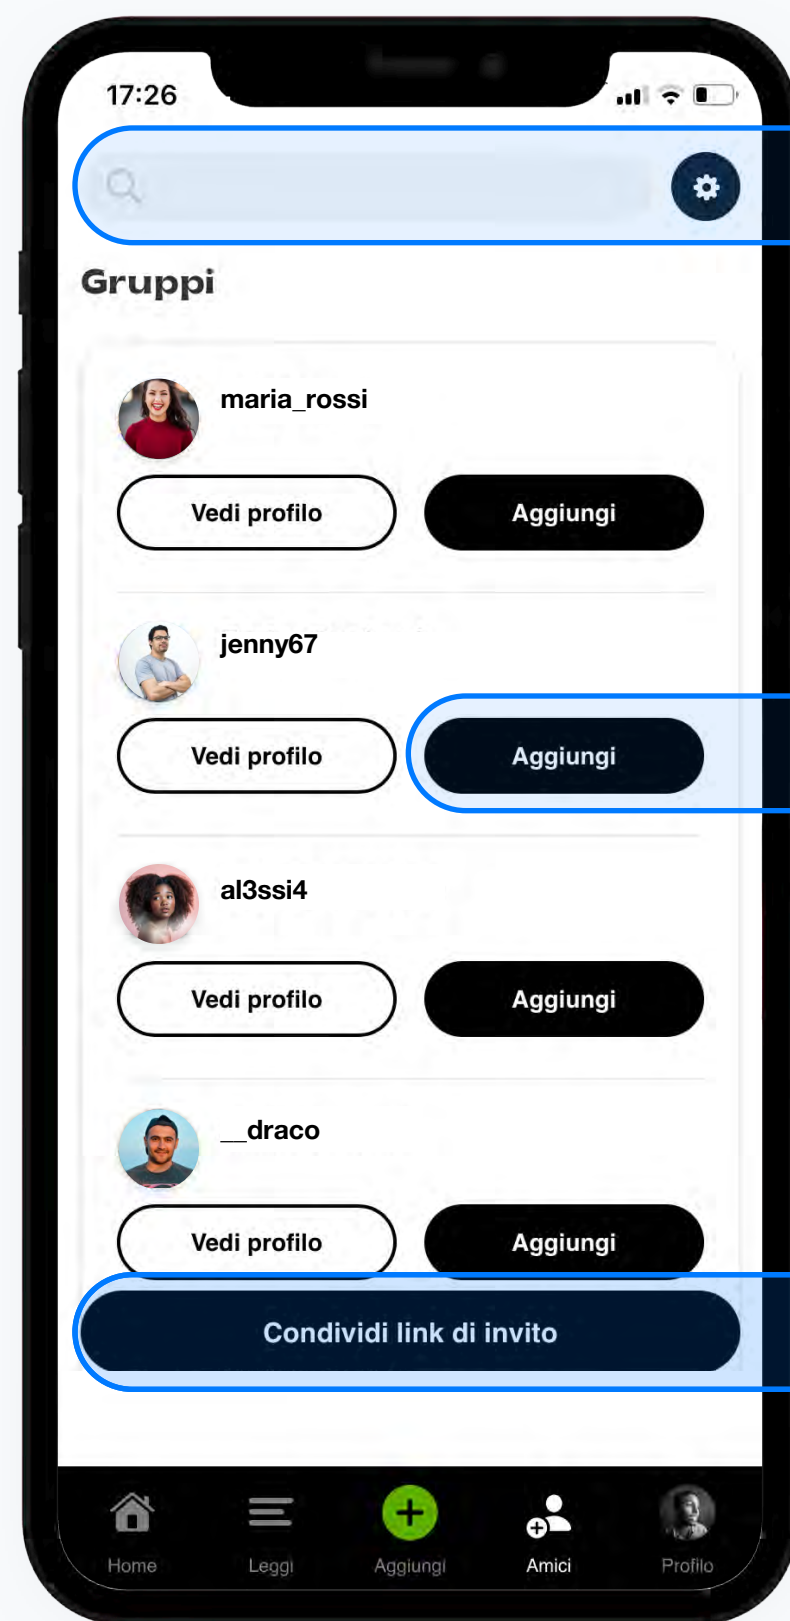 17:26
Gruppi
maria_rossi
Vedi profilo Aggiungi
jenny67
Vedi profilo Aggiungi
al3ssi4
Vedi profilo Aggiungi
__draco
Vedi profilo Aggiungi
Condividi link di invito
Home Leggi Aggiungi Amici Profilo